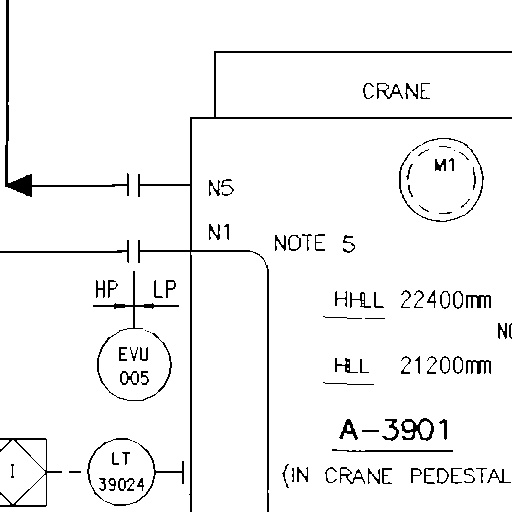 CRANE
M1
N5
N1
NOTE 5
HP LP
HHLL 22400mm
EVU
005
HLL 21200mm
A-3901
I
LT
39024
(IN CRANE PEDESTAL